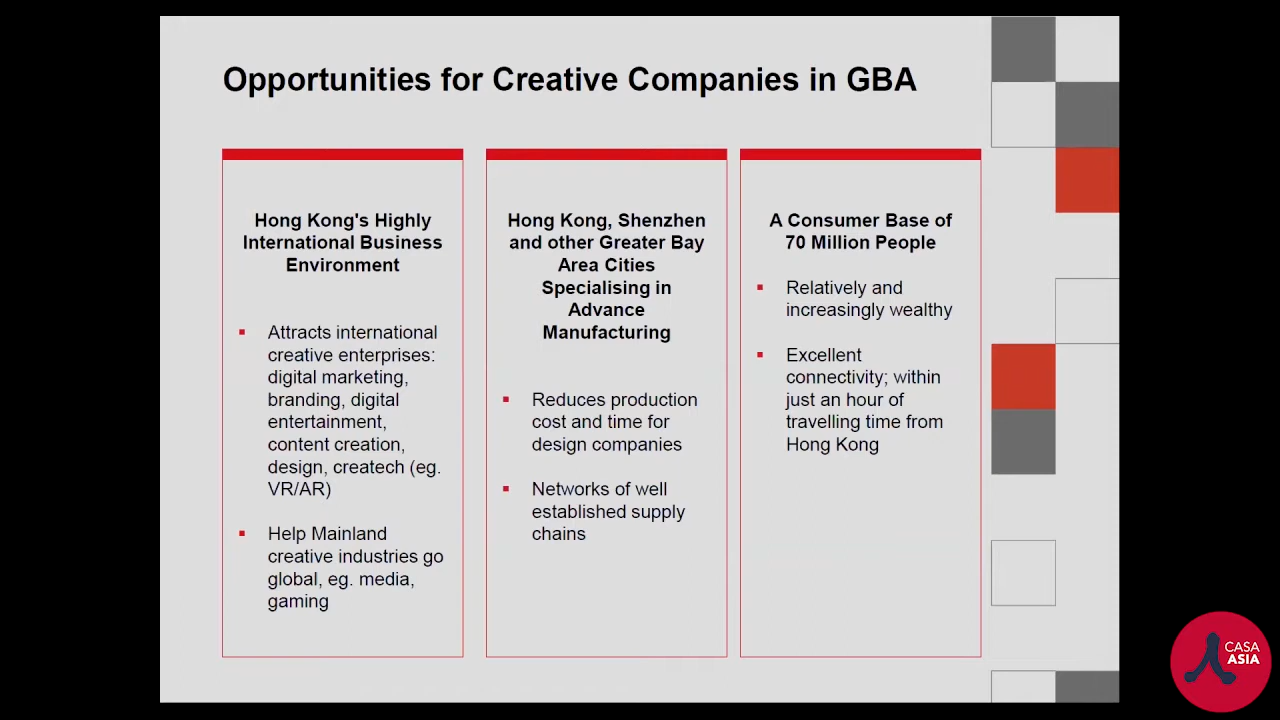 Opportunities for Creative Companies in GBA
Hong Kong's Highly
International Business
Environment
▪ Attracts international
creative enterprises:
digital marketing,
branding, digital
entertainment,
content creation,
design, createch (eg.
VR/AR)
▪ Help Mainland
creative industries go
global, eg. media,
gaming
Hong Kong, Shenzhen
and other Greater Bay
Area Cities
Specialising in
Advance
Manufacturing
▪ Reduces production
cost and time for
design companies
▪ Networks of well
established supply
chains
A Consumer Base of
70 Million People
▪ Relatively and
increasingly wealthy
▪ Excellent
connectivity; within
just an hour of
travelling time from
Hong Kong
CASA
ASIA